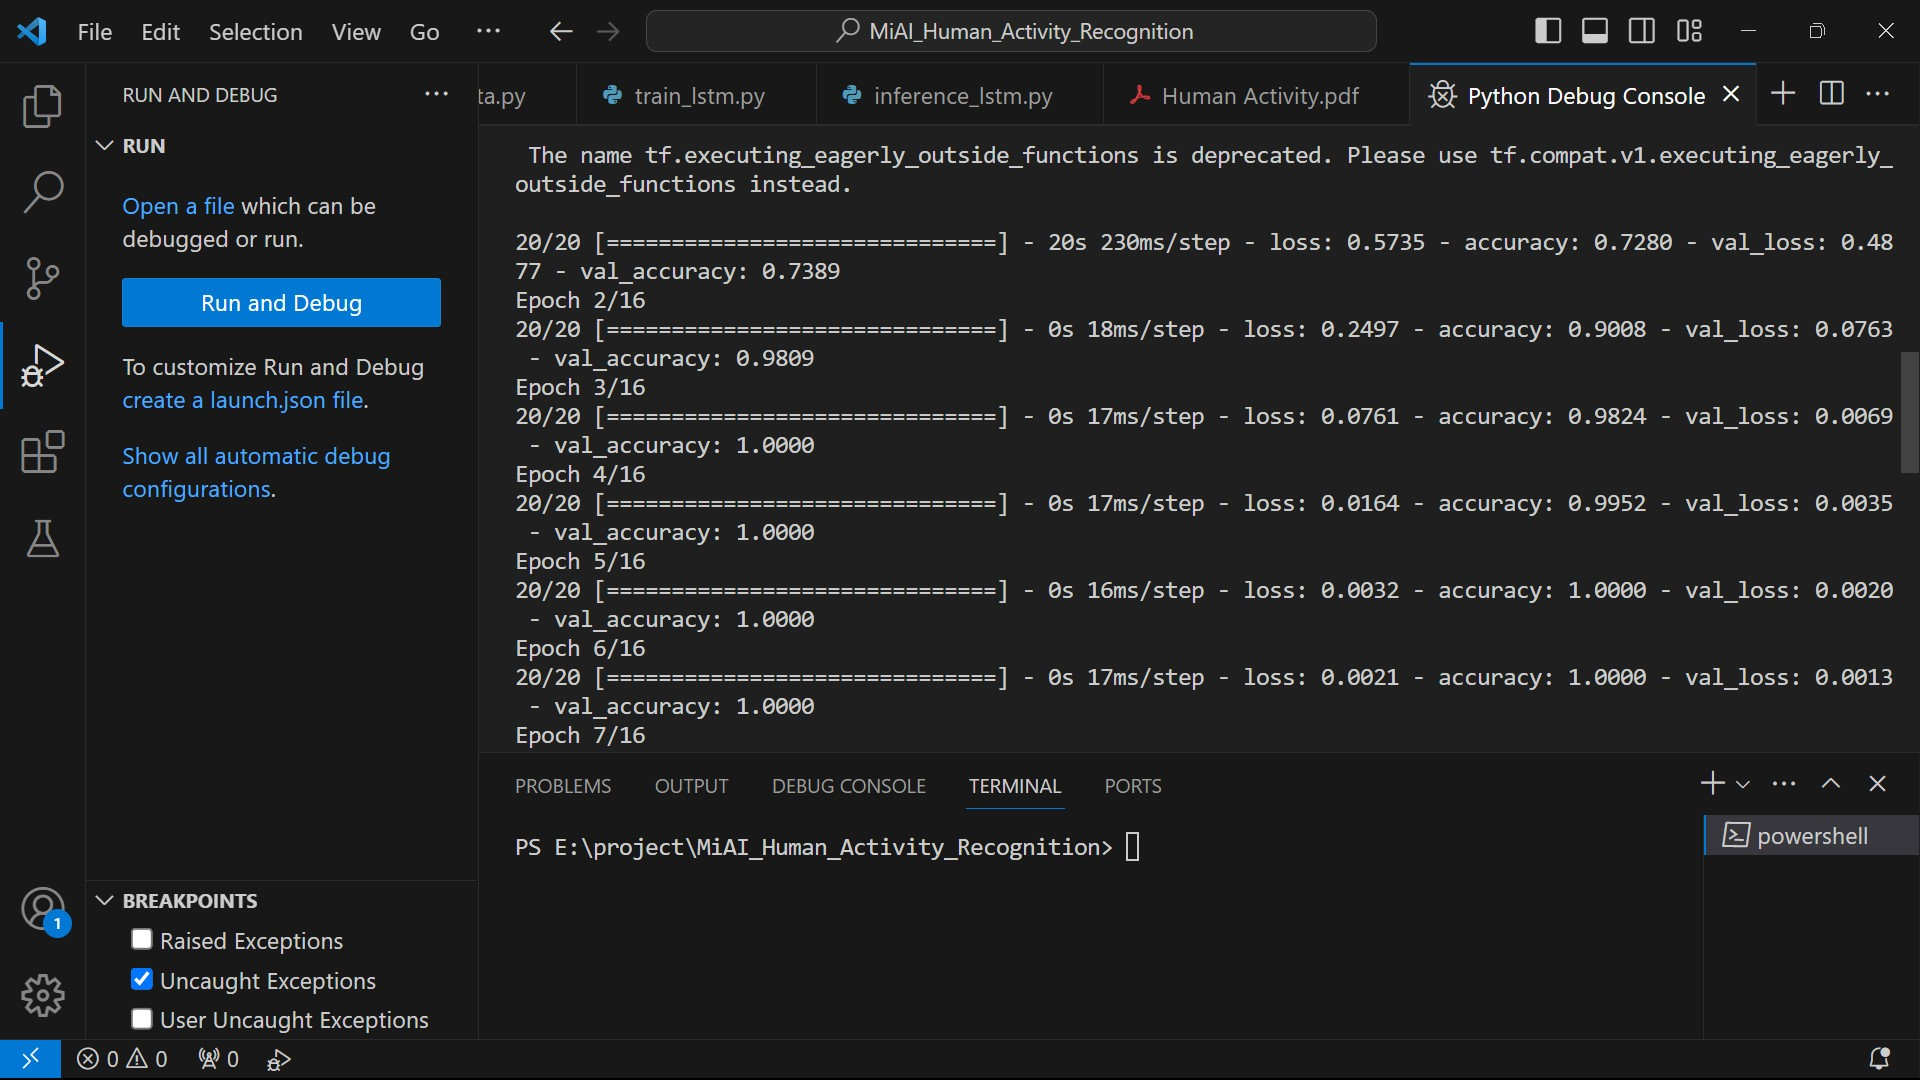 File Edit Selection View Go ··· MiAI_Human_Activity_Recognition
RUN AND DEBUG ···
RUN
Open a file which can be
debugged or run.
Run and Debug
To customize Run and Debug
create a launch.json file.
Show all automatic debug
configurations.
BREAKPOINTS
Raised Exceptions
Uncaught Exceptions
User Uncaught Exceptions
1
ta.py train_lstm.py inference_lstm.py Human Activity.pdf Python Debug Console
The name tf.executing_eagerly_outside_functions is deprecated. Please use tf.compat.v1.executing_eagerly_
outside_functions instead.
20/20 [==============================] - 20s 230ms/step - loss: 0.5735 - accuracy: 0.7280 - val_loss: 0.48
77 - val_accuracy: 0.7389
Epoch 2/16
20/20 [==============================] - 0s 18ms/step - loss: 0.2497 - accuracy: 0.9008 - val_loss: 0.0763
- val_accuracy: 0.9809
Epoch 3/16
20/20 [==============================] - 0s 17ms/step - loss: 0.0761 - accuracy: 0.9824 - val_loss: 0.0069
- val_accuracy: 1.0000
Epoch 4/16
20/20 [==============================] - 0s 17ms/step - loss: 0.0164 - accuracy: 0.9952 - val_loss: 0.0035
- val_accuracy: 1.0000
Epoch 5/16
20/20 [==============================] - 0s 16ms/step - loss: 0.0032 - accuracy: 1.0000 - val_loss: 0.0020
- val_accuracy: 1.0000
Epoch 6/16
20/20 [==============================] - 0s 17ms/step - loss: 0.0021 - accuracy: 1.0000 - val_loss: 0.0013
- val_accuracy: 1.0000
Epoch 7/16
PROBLEMS OUTPUT DEBUG CONSOLE TERMINAL PORTS
PS E:\project\MiAI_Human_Activity_Recognition>
powershell
0 0 0